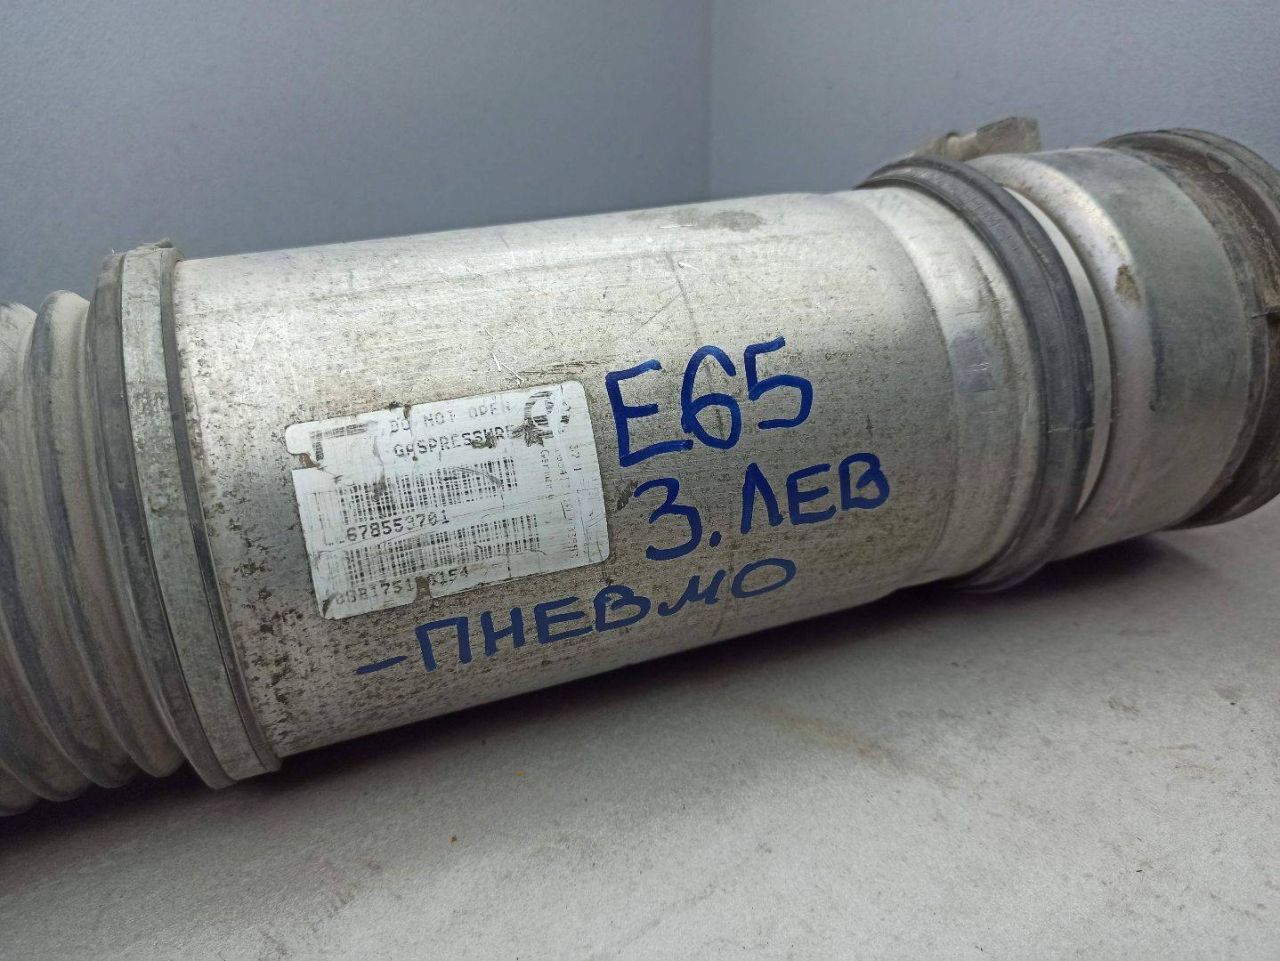 DO NOT OPEN
GASPRESSURE
678553701
E65
З.ЛЕВ
-ПНЕВМО